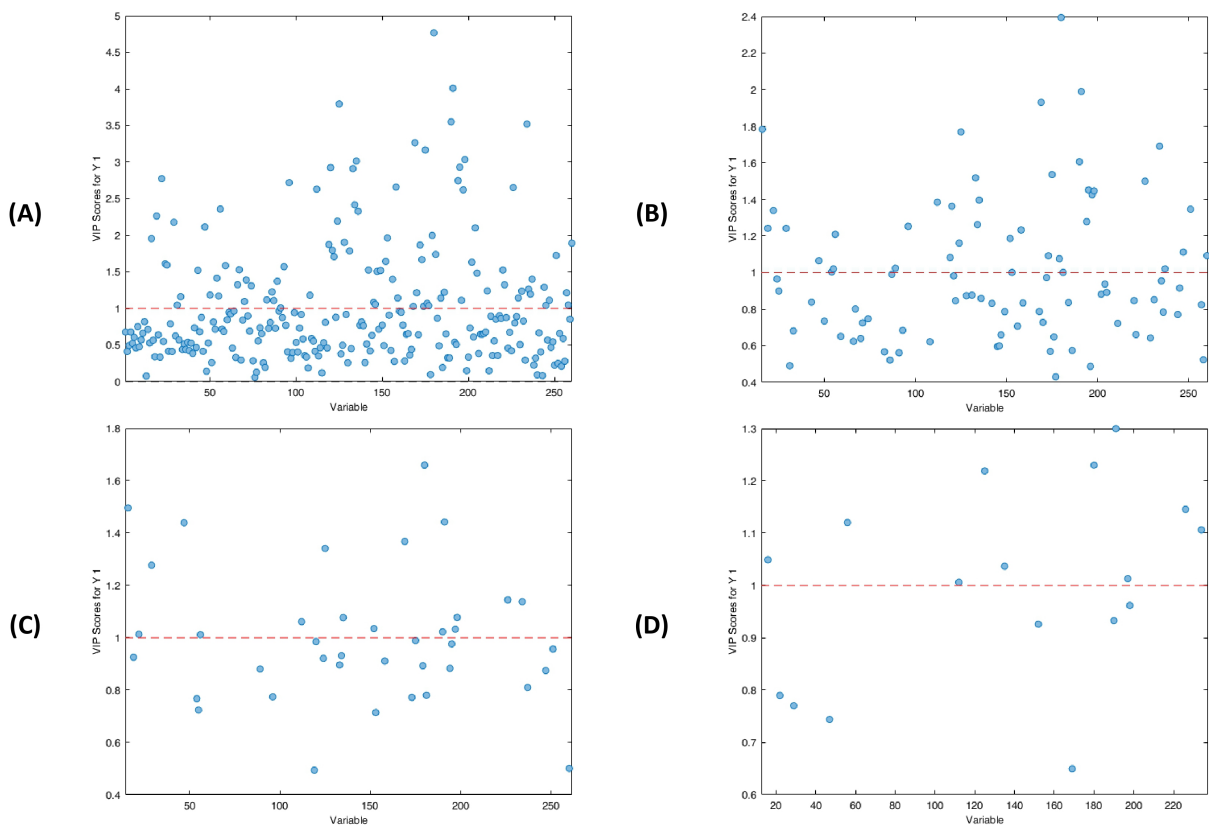 (A)
5
4.5
4
3.5
3
2.5
2
1.5
1
0.5
0
VIP Scores for Y 1
50 100 150 200 250
Variable
(B)
2.4
2.2
2
1.8
1.6
1.4
1.2
1
0.8
0.6
0.4
VIP Scores for Y 1
50 100 150 200 250
Variable
(C)
1.8
1.6
1.4
1.2
1
0.8
0.6
0.4
VIP Scores for Y 1
50 100 150 200 250
Variable
(D)
1.3
1.2
1.1
1
0.9
0.8
0.7
0.6
VIP Scores for Y 1
20 40 60 80 100 120 140 160 180 200 220
Variable